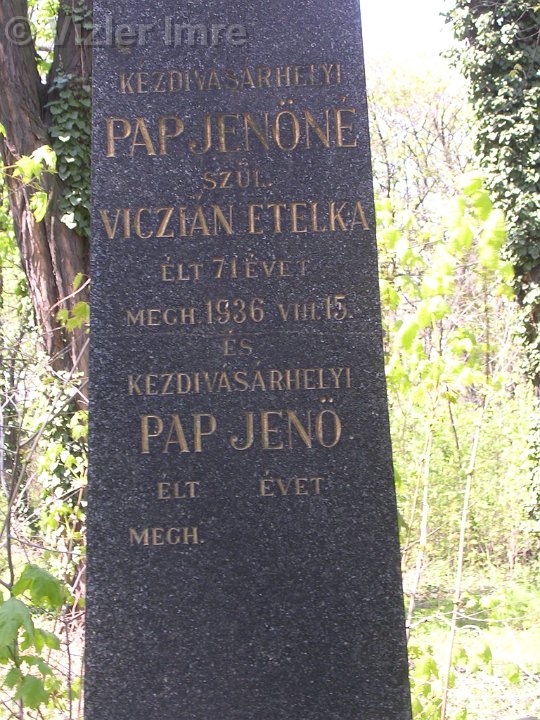 © Vizler Imre
KEZDIVÁSÁRHELYI
PAP JENŐNÉ
SZÜL.
VICZIÁN ETELKA
ÉLT 71 ÉVET
MEGH. 1936 VIII. 15.
ÉS
KEZDIVÁSÁRHELYI
PAP JENŐ
ÉLT ÉVET
MEGH.